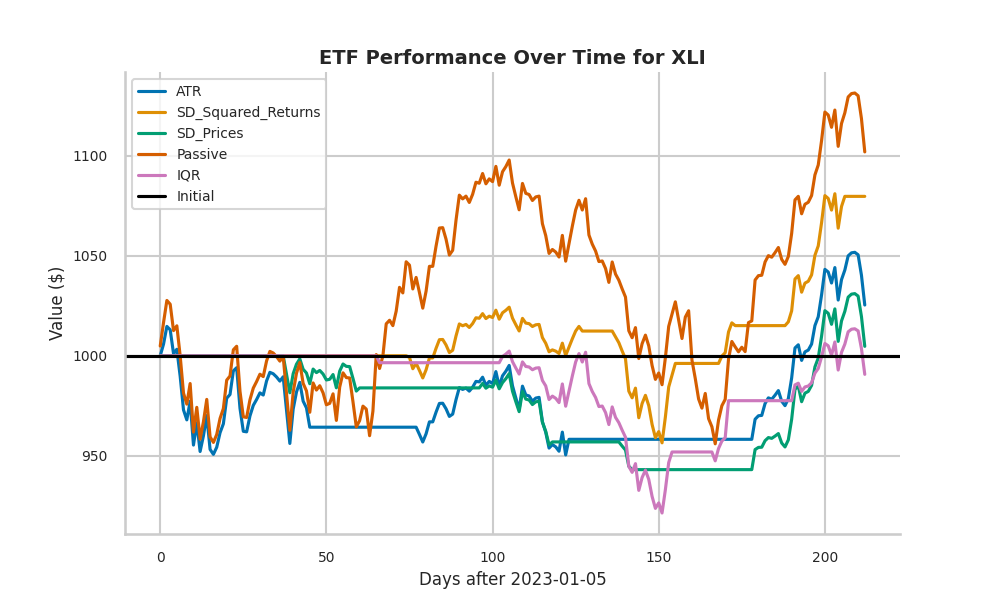 ETF Performance Over Time for XLI
ATR
SD_Squared_Returns
SD_Prices
Passive
IQR
Initial
1100
1050
1000
950
Value ($)
0 50 100 150 200
Days after 2023-01-05